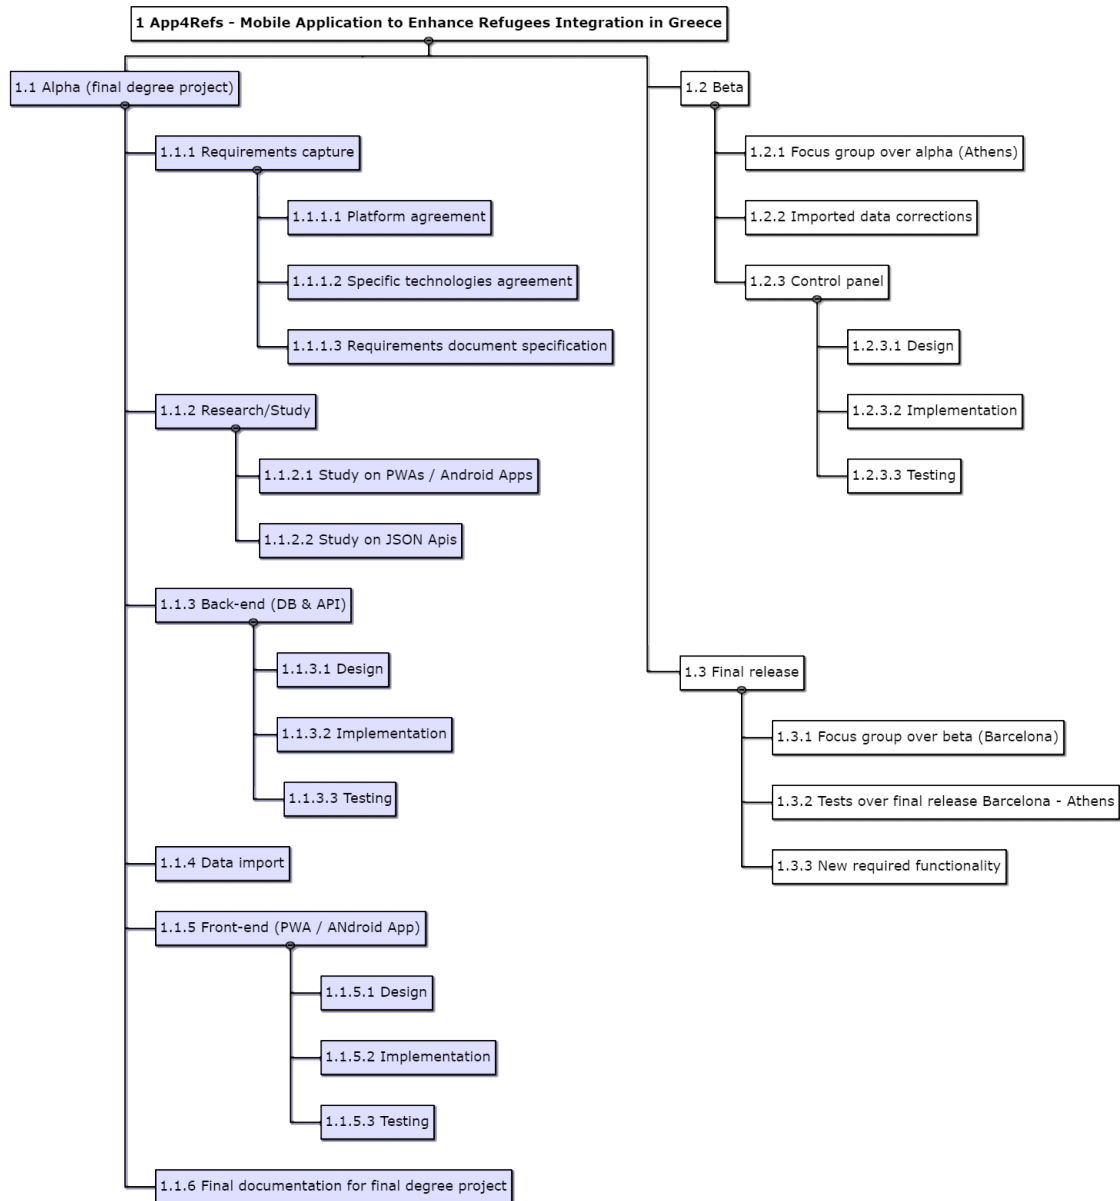 1 App4Refs - Mobile Application to Enhance Refugees Integration in Greece
1.1 Alpha (final degree project)
1.1.1 Requirements capture
1.1.1.1 Platform agreement
1.1.1.2 Specific technologies agreement
1.1.1.3 Requirements document specification
1.1.2 Research/Study
1.1.2.1 Study on PWAs / Android Apps
1.1.2.2 Study on JSON Apis
1.1.3 Back-end (DB & API)
1.1.3.1 Design
1.1.3.2 Implementation
1.1.3.3 Testing
1.1.4 Data import
1.1.5 Front-end (PWA / ANdroid App)
1.1.5.1 Design
1.1.5.2 Implementation
1.1.5.3 Testing
1.1.6 Final documentation for final degree project
1.2 Beta
1.2.1 Focus group over alpha (Athens)
1.2.2 Imported data corrections
1.2.3 Control panel
1.2.3.1 Design
1.2.3.2 Implementation
1.2.3.3 Testing
1.3 Final release
1.3.1 Focus group over beta (Barcelona)
1.3.2 Tests over final release Barcelona - Athens
1.3.3 New required functionality